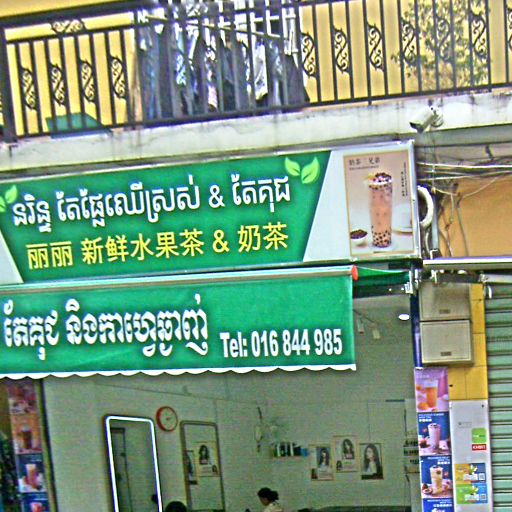 នរិន្ទ តែផ្លែឈើស្រស់ & តែគុជ
丽丽 新鲜水果茶 & 奶茶
តែគុជ និងកាហ្វេឆ្ងាញ់
Tel: 016 844 985